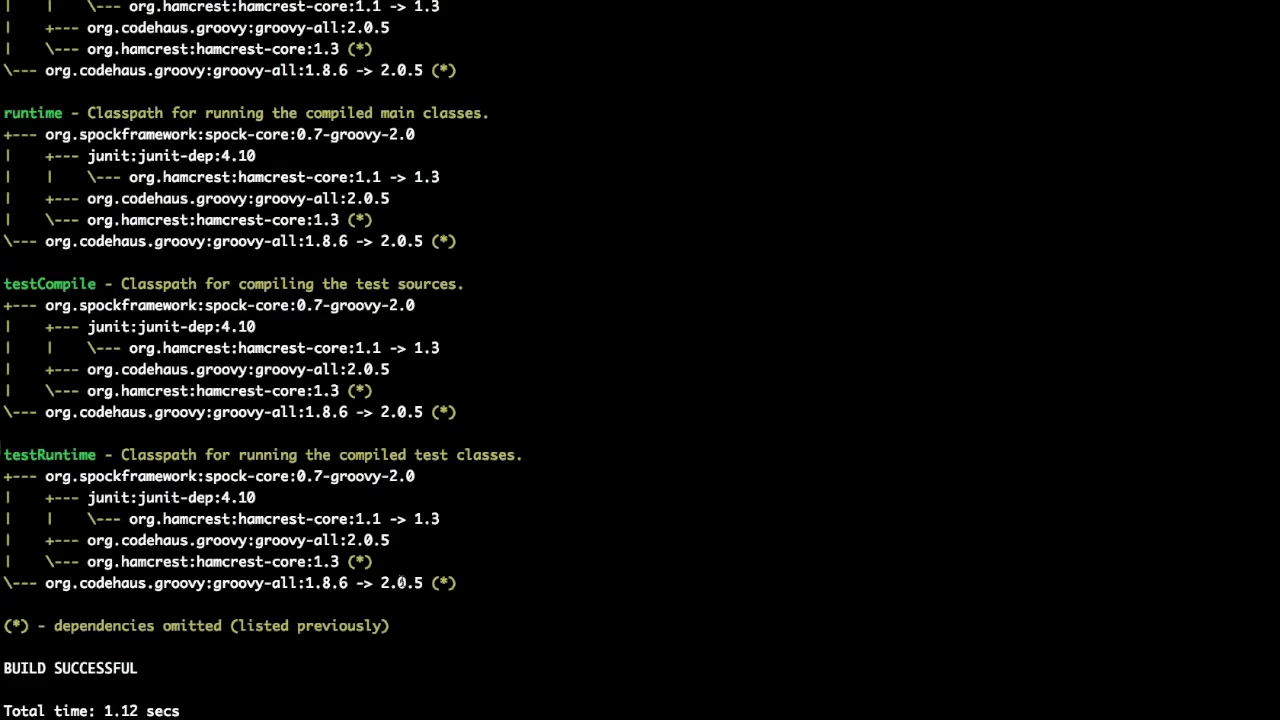 |    |    \--- org.hamcrest:hamcrest-core:1.1 -> 1.3
|    +--- org.codehaus.groovy:groovy-all:2.0.5
|    \--- org.hamcrest:hamcrest-core:1.3 (*)
\--- org.codehaus.groovy:groovy-all:1.8.6 -> 2.0.5 (*)

runtime - Classpath for running the compiled main classes.
+--- org.spockframework:spock-core:0.7-groovy-2.0
|    +--- junit:junit-dep:4.10
|    |    \--- org.hamcrest:hamcrest-core:1.1 -> 1.3
|    +--- org.codehaus.groovy:groovy-all:2.0.5
|    \--- org.hamcrest:hamcrest-core:1.3 (*)
\--- org.codehaus.groovy:groovy-all:1.8.6 -> 2.0.5 (*)

testCompile - Classpath for compiling the test sources.
+--- org.spockframework:spock-core:0.7-groovy-2.0
|    +--- junit:junit-dep:4.10
|    |    \--- org.hamcrest:hamcrest-core:1.1 -> 1.3
|    +--- org.codehaus.groovy:groovy-all:2.0.5
|    \--- org.hamcrest:hamcrest-core:1.3 (*)
\--- org.codehaus.groovy:groovy-all:1.8.6 -> 2.0.5 (*)

testRuntime - Classpath for running the compiled test classes.
+--- org.spockframework:spock-core:0.7-groovy-2.0
|    +--- junit:junit-dep:4.10
|    |    \--- org.hamcrest:hamcrest-core:1.1 -> 1.3
|    +--- org.codehaus.groovy:groovy-all:2.0.5
|    \--- org.hamcrest:hamcrest-core:1.3 (*)
\--- org.codehaus.groovy:groovy-all:1.8.6 -> 2.0.5 (*)

(*) - dependencies omitted (listed previously)

BUILD SUCCESSFUL

Total time: 1.12 secs